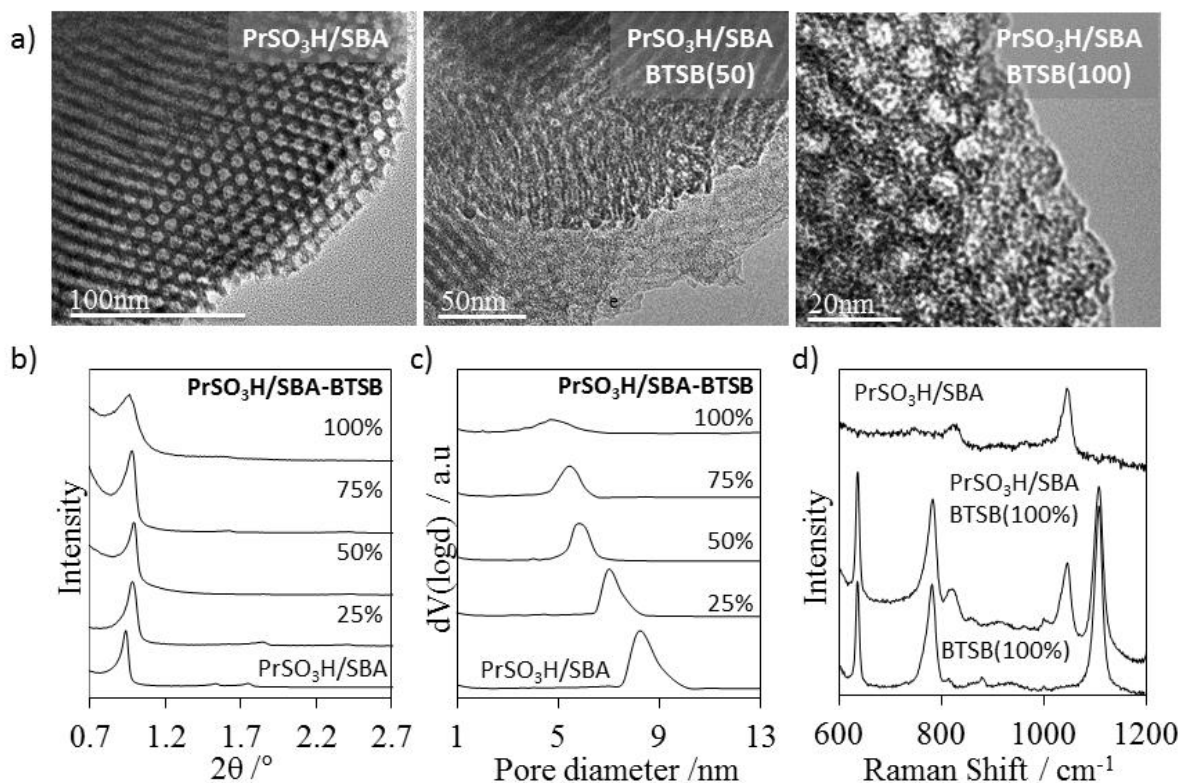 a)
PrSO₃H/SBA
100nm
PrSO₃H/SBA
BTSB(50)
e
50nm
PrSO₃H/SBA
BTSB(100)
20nm
b)
PrSO₃H/SBA-BTSB
100%
75%
50%
25%
PrSO₃H/SBA
Intensity
0.7 1.2 1.7 2.2 2.7
2θ /°
c)
PrSO₃H/SBA-BTSB
100%
75%
50%
25%
PrSO₃H/SBA
dV(logd) / a.u
1 5 9 13
Pore diameter /nm
d)
PrSO₃H/SBA
PrSO₃H/SBA
BTSB(100%)
BTSB(100%)
Intensity
600 800 1000 1200
Raman Shift / cm⁻¹